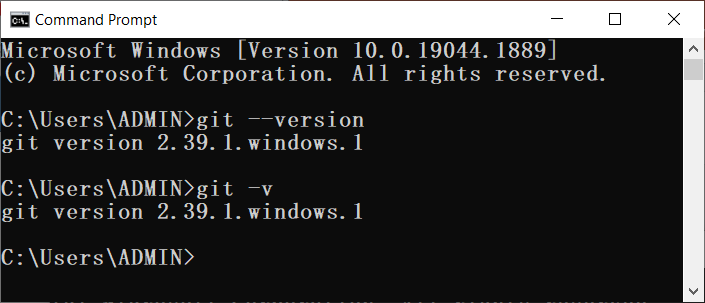 Command Prompt
Microsoft Windows [Version 10.0.19044.1889]
(c) Microsoft Corporation. All rights reserved.
C:\Users\ADMIN>git --version
git version 2.39.1.windows.1
C:\Users\ADMIN>git -v
git version 2.39.1.windows.1
C:\Users\ADMIN>